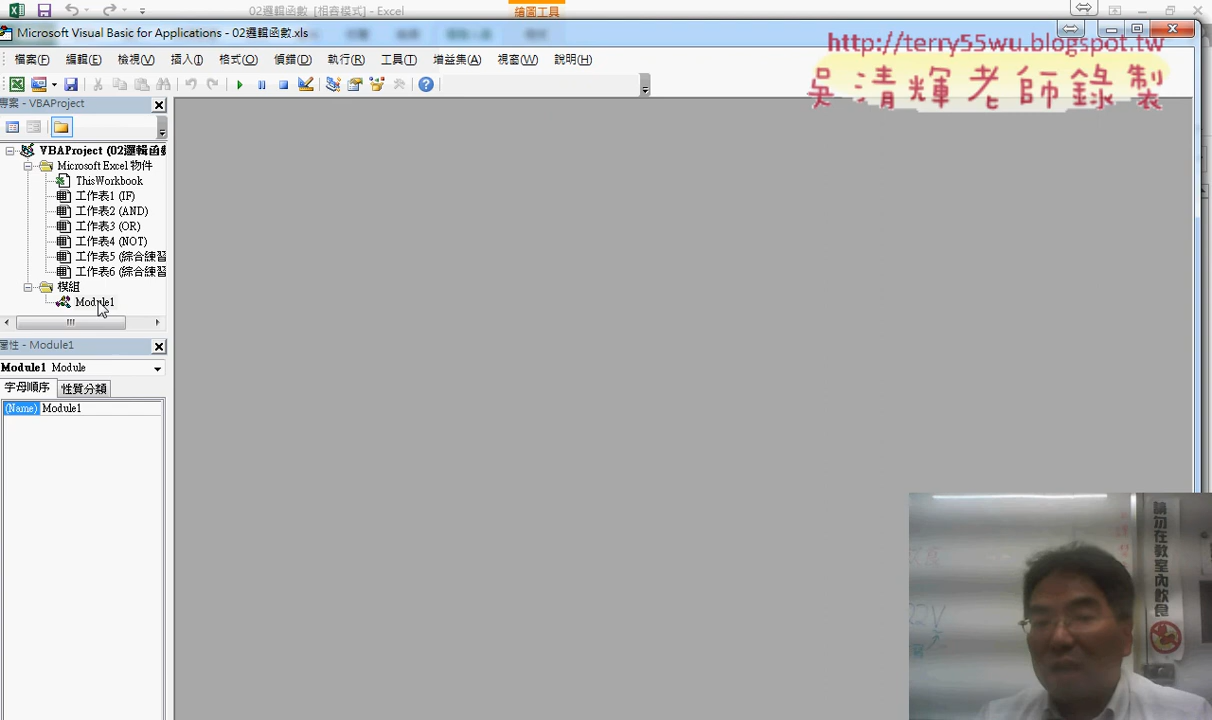 02邏輯函數 [相容模式] - Excel
繪圖工具
Microsoft Visual Basic for Applications - 02邏輯函數.xls
http://terry55wu.blogspot.tw
吳清輝老師錄製
檔案(F) 編輯(E) 檢視(V) 插入(I) 格式(O) 偵錯(D) 執行(R) 工具(T) 增益集(A) 視窗(W) 說明(H)
專案 - VBAProject
VBAProject (02邏輯函數
Microsoft Excel 物件
ThisWorkbook
工作表1 (IF)
工作表2 (AND)
工作表3 (OR)
工作表4 (NOT)
工作表5 (綜合練習
工作表6 (綜合練習
模組
Module1
屬性 - Module1
Module1 Module
字母順序 性質分類
(Name) Module1
請勿在教室內飲食